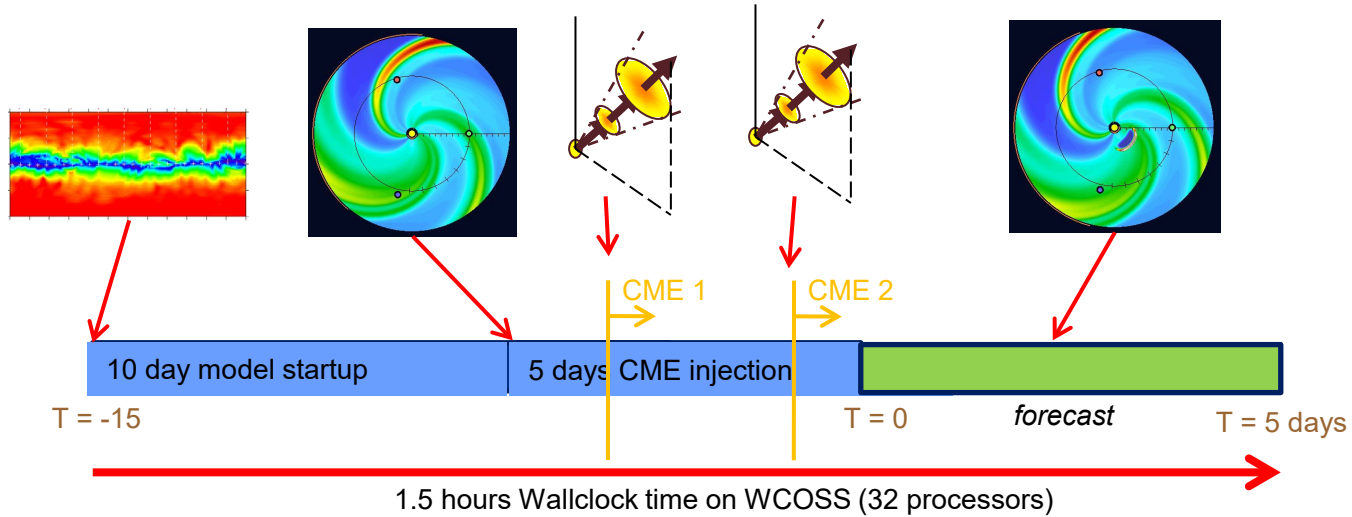 CME 1
CME 2
10 day model startup
5 days CME injection
T = -15
T = 0
forecast
T = 5 days
1.5 hours Wallclock time on WCOSS (32 processors)